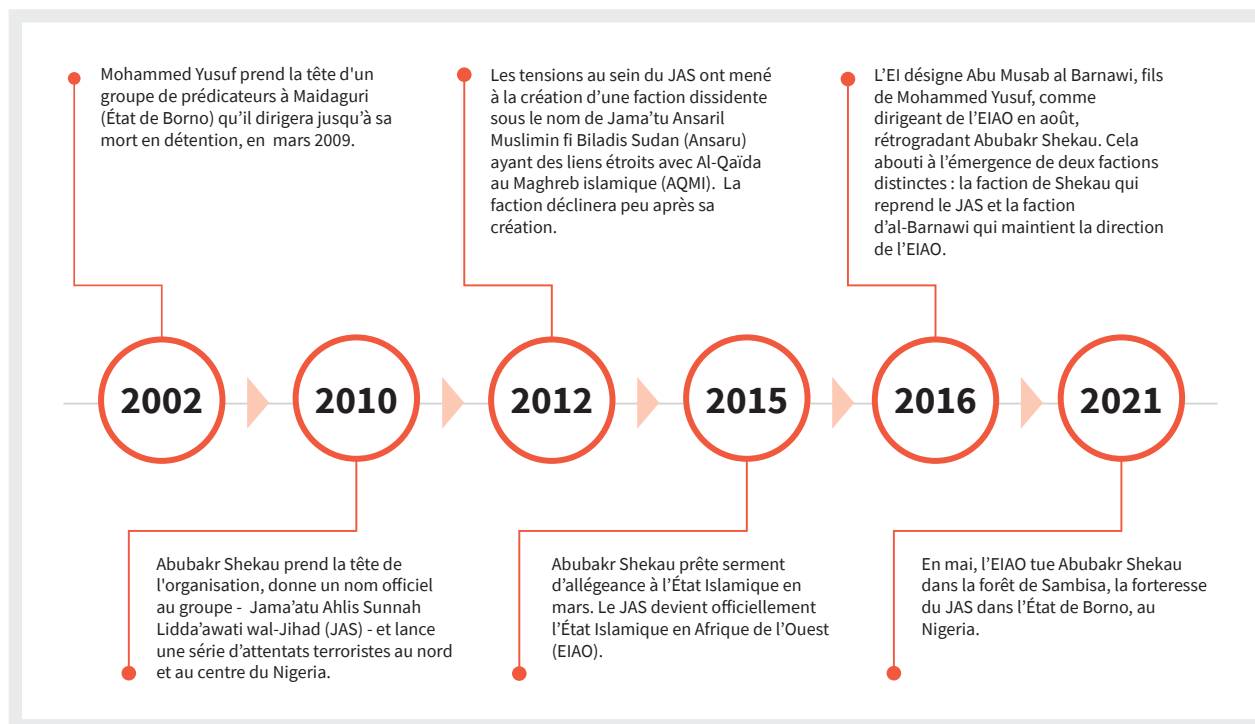 Mohammed Yusuf prend la tête d'un
groupe de prédicateurs à Maidaguri
(État de Borno) qu'il dirigera jusqu'à sa
mort en détention, en mars 2009.
Les tensions au sein du JAS ont mené
à la création d’une faction dissidente
sous le nom de Jama’tu Ansaril
Muslimin fi Biladis Sudan (Ansaru)
ayant des liens étroits avec Al-Qaïda
au Maghreb islamique (AQMI). La
faction déclinera peu après sa
création.
L’EI désigne Abu Musab al Barnawi, fils
de Mohammed Yusuf, comme
dirigeant de l’EIAO en août,
rétrogradant Abubakr Shekau. Cela
abouti à l’émergence de deux factions
distinctes : la faction de Shekau qui
reprend le JAS et la faction
d’al-Barnawi qui maintient la direction
de l’EIAO.
2002
2010
2012
2015
2016
2021
Abubakr Shekau prend la tête de
l'organisation, donne un nom officiel
au groupe - Jama’atu Ahlis Sunnah
Lidda’awati wal-Jihad (JAS) - et lance
une série d’attentats terroristes au nord
et au centre du Nigeria.
Abubakr Shekau prête serment
d’allégeance à l’État Islamique en
mars. Le JAS devient officiellement
l’État Islamique en Afrique de l’Ouest
(EIAO).
En mai, l’EIAO tue Abubakr Shekau
dans la forêt de Sambisa, la forteresse
du JAS dans l’État de Borno, au
Nigeria.